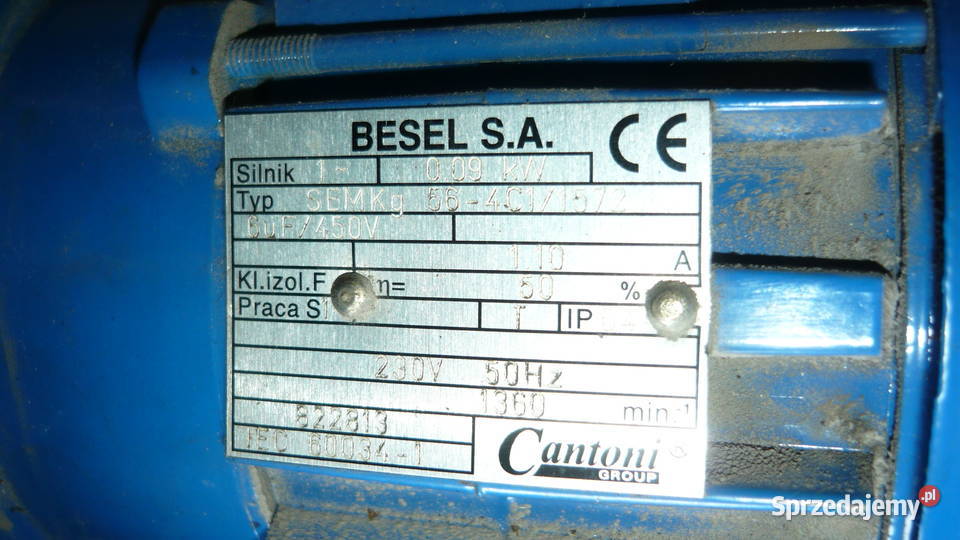 BESEL S.A. CE
Silnik 1~ 0.09 kW
Typ SEMKg 56-4C1/1572
6uF/450V
1.10 A
Kl.izol.F m= 50 %
Praca S1 T IP
230V 50Hz
1360 min-1
822813
IEC 60034-1
Cantoni
GROUP
Sprzedajemy.pl